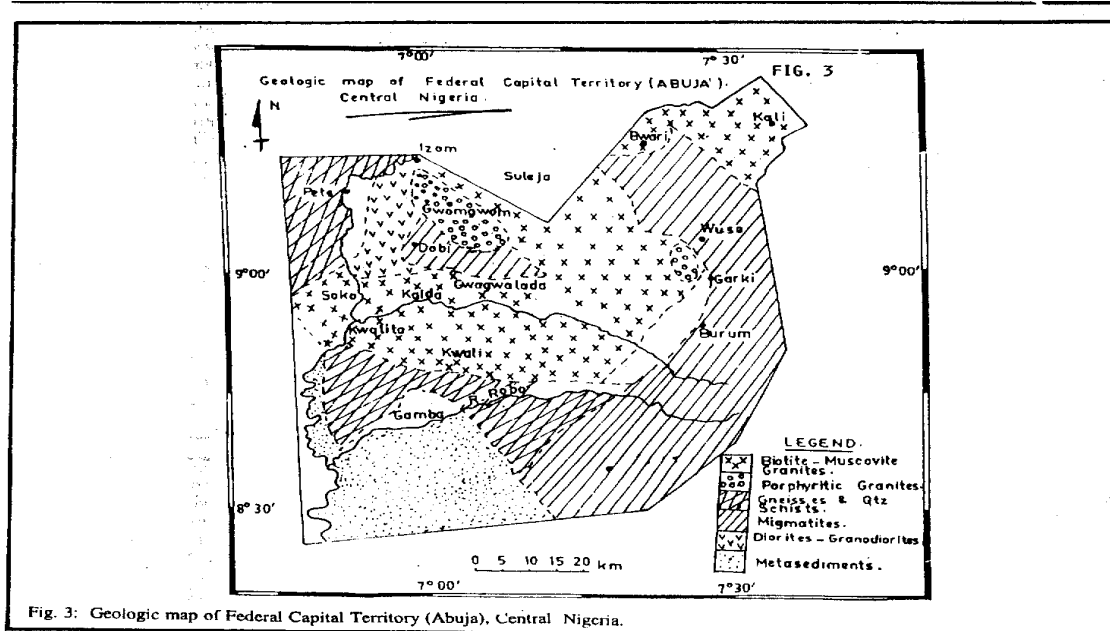 7°00'
7°30'
FIG. 3
Geologic map of Federal Capital Territory (ABUJA).
Central Nigeria.
N
Kali
Bwari
Izam
Suleja
Pete
Gwomgwom
Wusa
Dobi
9°00'
9°00'
Gwagwalada
Garki
Soka
Kalda
Kwalita
Burum
Kwali
R. Robo
Gamba
LEGEND.
Biotite - Muscovite
Granites.
Porphyritic Granites.
Gneisses & Qtz
Schists.
Migmatites.
Diorites - Granodiorites.
Metasediments.
8°30'
0 5 10 15 20 km
7°00'
7°30'
Fig. 3: Geologic map of Federal Capital Territory (Abuja), Central Nigeria.